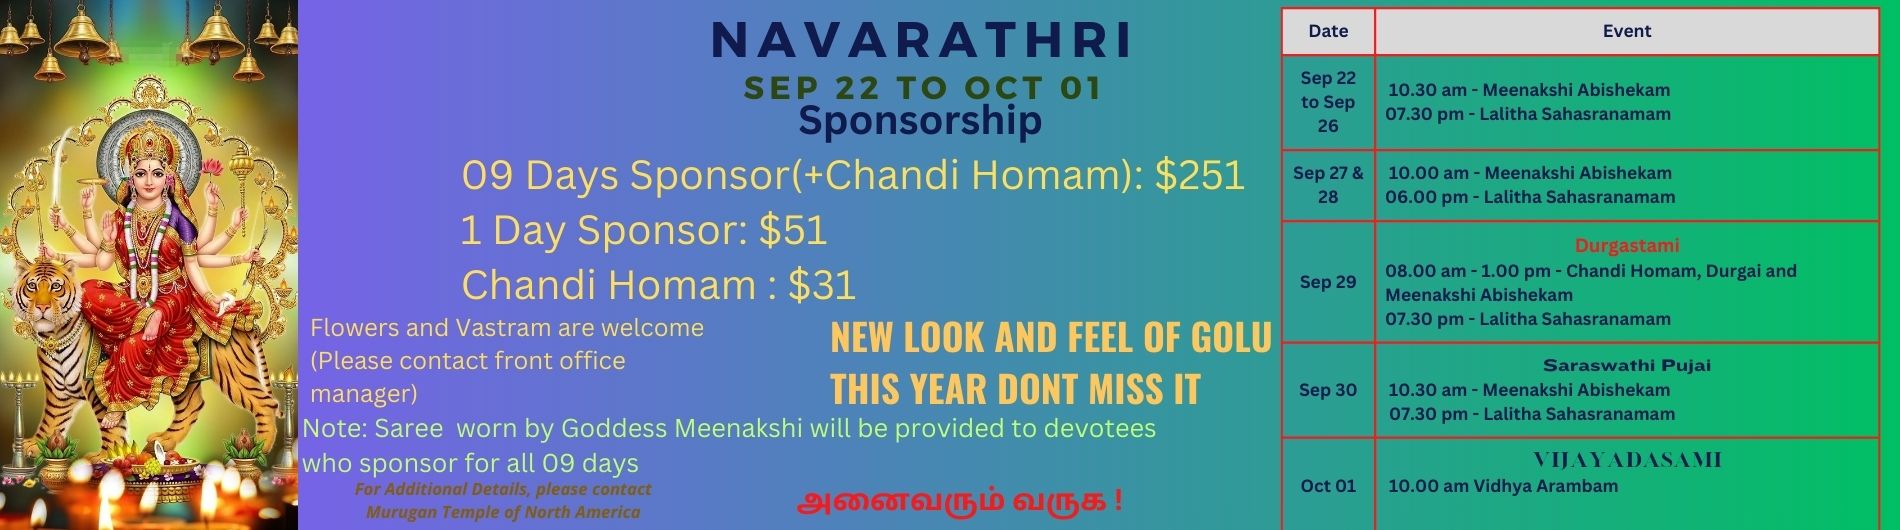 NAVARATHRI
SEP 22 TO OCT 01
Sponsorship
09 Days Sponsor(+Chandi Homam): $251
1 Day Sponsor: $51
Chandi Homam : $31
Flowers and Vastram are welcome
(Please contact front office
manager)
NEW LOOK AND FEEL OF GOLU
THIS YEAR DONT MISS IT
Note: Saree worn by Goddess Meenakshi will be provided to devotees
who sponsor for all 09 days
For Additional Details, please contact
Murugan Temple of North America
அனைவரும் வருக !
Date Event
Sep 22
to Sep
26
10.30 am - Meenakshi Abishekam
07.30 pm - Lalitha Sahasranamam
Sep 27 &
28
10.00 am - Meenakshi Abishekam
06.00 pm - Lalitha Sahasranamam
Sep 29
Durgastami
08.00 am - 1.00 pm - Chandi Homam, Durgai and
Meenakshi Abishekam
07.30 pm - Lalitha Sahasranamam
Sep 30
Saraswathi Pujai
10.30 am - Meenakshi Abishekam
07.30 pm - Lalitha Sahasranamam
Oct 01
VIJAYADASAMI
10.00 am Vidhya Arambam